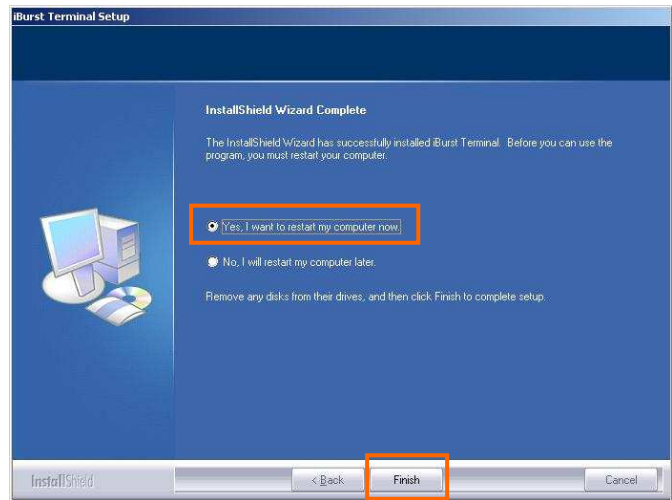 iBurst Terminal Setup
InstallShield Wizard Complete
The InstallShield Wizard has successfully installed iBurst Terminal. Before you can use the
program, you must restart your computer.
Yes, I want to restart my computer now.
No, I will restart my computer later.
Remove any disks from their drives, and then click Finish to complete setup.
InstallShield
< Back
Finish
Cancel